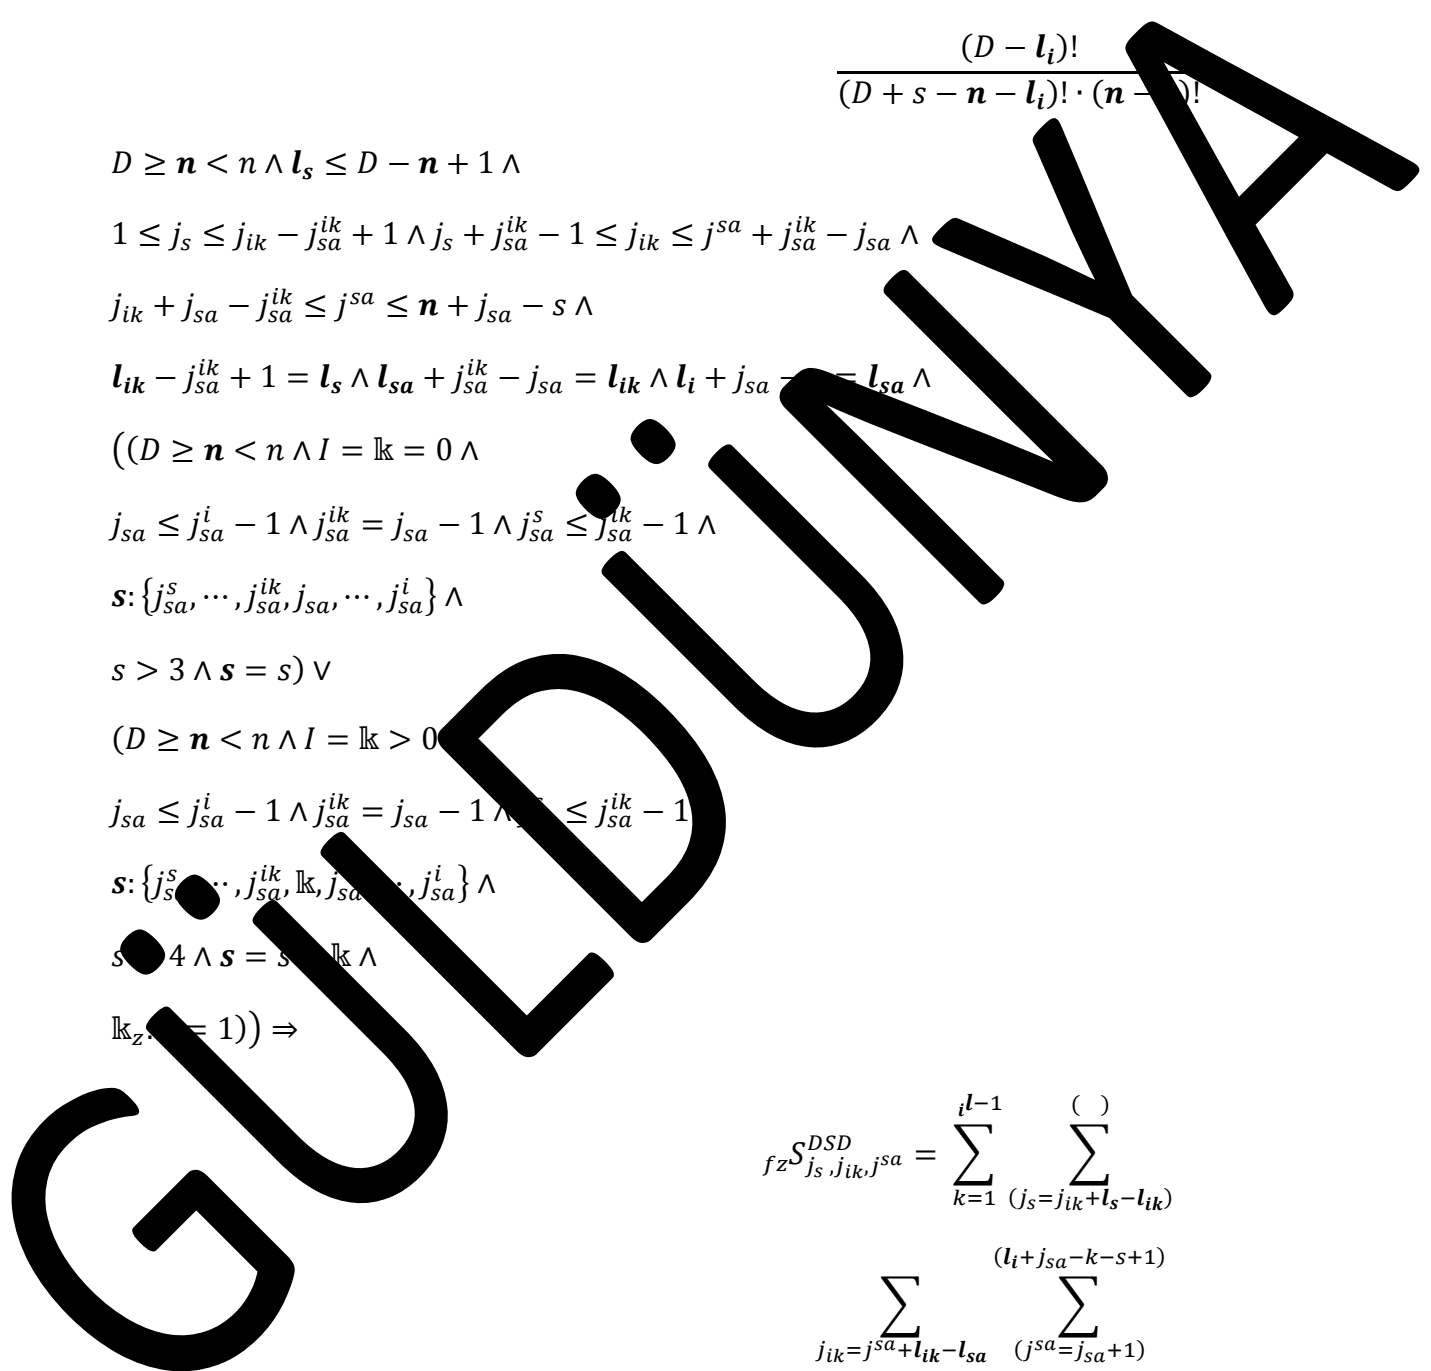 (D − l_i)!
(D + s − n − l_i)! · (n − )!
D ≥ n < n ∧ l_s ≤ D − n + 1 ∧
1 ≤ j_s ≤ j_ik − j_sa^ik + 1 ∧ j_s + j_sa^ik − 1 ≤ j_ik ≤ j^sa + j_sa^ik − j_sa ∧
j_ik + j_sa − j_sa^ik ≤ j^sa ≤ n + j_sa − s ∧
l_ik − j_sa^ik + 1 = l_s ∧ l_sa + j_sa^ik − j_sa = l_ik ∧ l_i + j_sa − = l_sa ∧
((D ≥ n < n ∧ I = 𝕜 = 0 ∧
j_sa ≤ j_sa^i − 1 ∧ j_sa^ik = j_sa − 1 ∧ j_sa^s ≤ j_sa^ik − 1 ∧
s: {j_sa^s, ⋯ , j_sa^ik, j_sa, ⋯ , j_sa^i} ∧
s > 3 ∧ s = s) ∨
(D ≥ n < n ∧ I = 𝕜 > 0
j_sa ≤ j_sa^i − 1 ∧ j_sa^ik = j_sa − 1 ∧ ≤ j_sa^ik − 1
s: {j_s^s ⋯ , j_sa^ik, 𝕜, j_sa ⋯ , j_sa^i} ∧
s 4 ∧ s = s 𝕜 ∧
𝕜_z: = 1)) ⇒
GÜLDÜNYA
_fz S_{j_s ,j_ik, j^sa}^{DSD} = ∑_{k=1}^{_i l−1} ∑_{(j_s=j_ik+l_s−l_ik)}^{( )}
∑_{j_ik=j^sa+l_ik−l_sa} ∑_{(j^sa=j_sa+1)}^{(l_i+j_sa−k−s+1)}